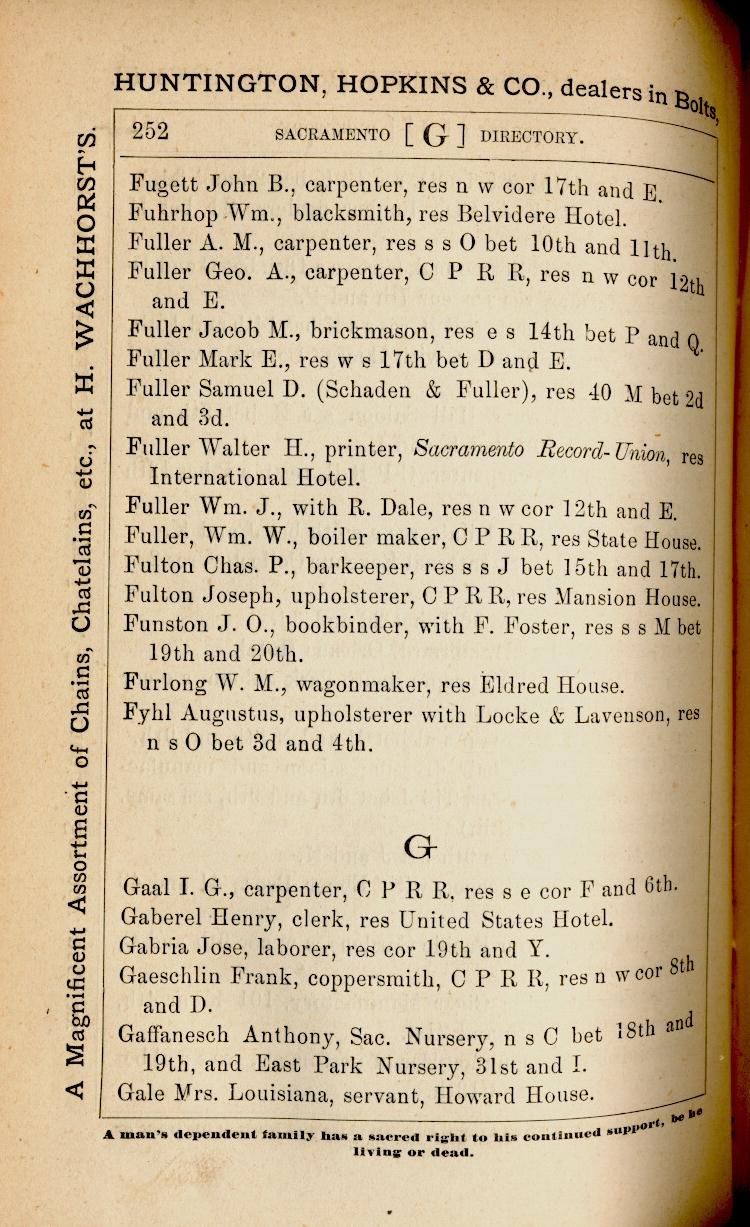 HUNTINGTON, HOPKINS & CO., dealers in Bolts,
252 SACRAMENTO [G] DIRECTORY.
Fugett John B., carpenter, res n w cor 17th and E.
Fuhrhop Wm., blacksmith, res Belvidere Hotel.
Fuller A. M., carpenter, res s s O bet 10th and 11th.
Fuller Geo. A., carpenter, C P R R, res n w cor 12th
and E.
Fuller Jacob M., brickmason, res e s 14th bet P and Q.
Fuller Mark E., res w s 17th bet D and E.
Fuller Samuel D. (Schaden & Fuller), res 40 M bet 2d
and 3d.
Fuller Walter H., printer, Sacramento Record-Union, res
International Hotel.
Fuller Wm. J., with R. Dale, res n w cor 12th and E.
Fuller, Wm. W., boiler maker, C P R R, res State House.
Fulton Chas. P., barkeeper, res s s J bet 15th and 17th.
Fulton Joseph, upholsterer, C P R R, res Mansion House.
Funston J. O., bookbinder, with F. Foster, res s s M bet
19th and 20th.
Furlong W. M., wagonmaker, res Eldred House.
Fyhl Augustus, upholsterer with Locke & Lavenson, res
n s O bet 3d and 4th.
G
Gaal I. G., carpenter, C P R R, res s e cor F and 6th.
Gaberel Henry, clerk, res United States Hotel.
Gabria Jose, laborer, res cor 19th and Y.
Gaeschlin Frank, coppersmith, C P R R, res n w cor 8th
and D.
Gaffanesch Anthony, Sac. Nursery, n s C bet 18th and
19th, and East Park Nursery, 31st and I.
Gale Mrs. Louisiana, servant, Howard House.
A man's dependent family has a sacred right to his continued support, be he
living or dead.
A Magnificent Assortment of Chains, Chatelains, etc., at H. WACHHORST'S.